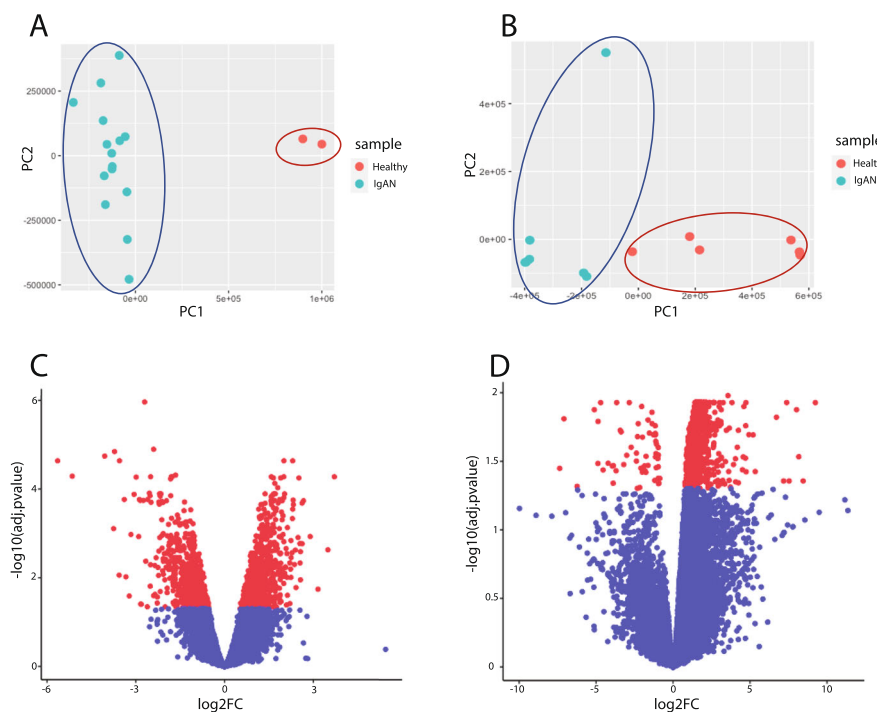 A
250000
0
-250000
-500000
PC2
0e+00
5e+05
1e+06
PC1
sample
Healthy
IgAN
B
4e+05
2e+05
0e+00
PC2
-4e+05
-2e+05
0e+00
2e+05
4e+05
6e+05
PC1
sample
Healt
IgAN
C
6
4
2
0
-log10(adj.pvalue)
-6
-3
0
3
log2FC
D
2
1.5
1
0.5
0
-log10(adj.pvalue)
-10
-5
0
5
10
log2FC